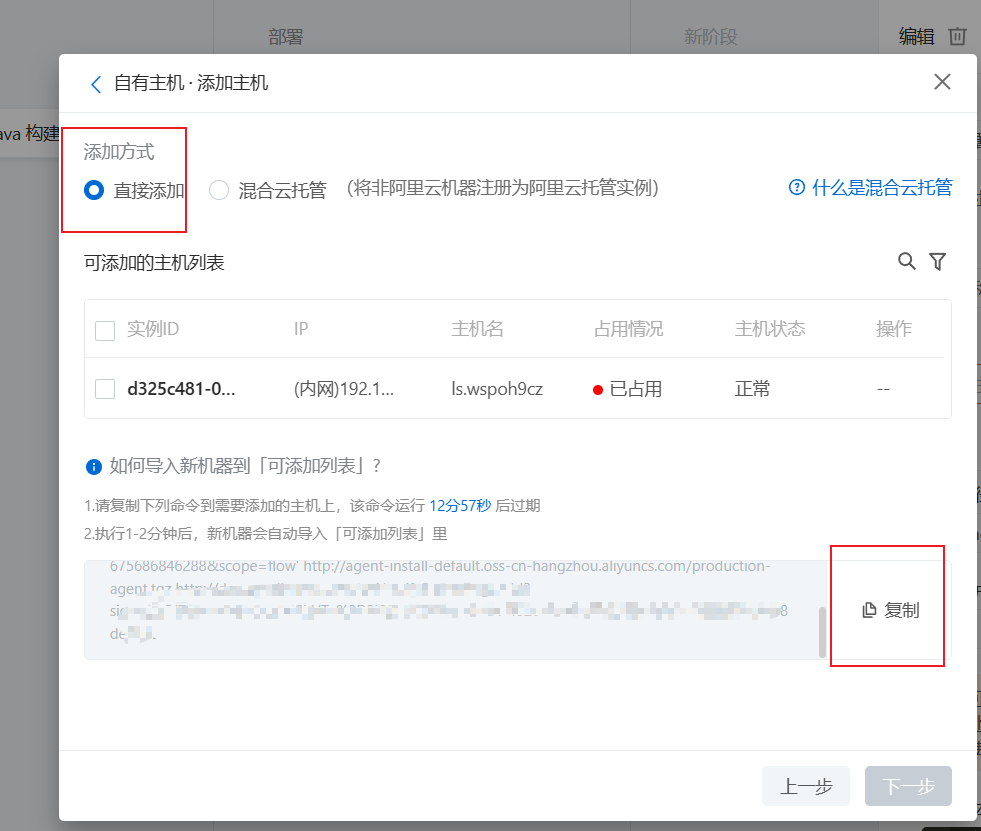 部署 新阶段 编辑
自有主机 · 添加主机
ava 构建
添加方式
直接添加 混合云托管 (将非阿里云机器注册为阿里云托管实例) 什么是混合云托管
可添加的主机列表
实例ID IP 主机名 占用情况 主机状态 操作
d325c481-0... (内网)192.1... ls.wspoh9cz 已占用 正常 --
如何导入新机器到「可添加列表」?
1.请复制下列命令到需要添加的主机上，该命令运行 12分57秒 后过期
2.执行1-2分钟后，新机器会自动导入「可添加列表」里
675686846288&scope=flow' http://agent-install-default.oss-cn-hangzhou.aliyuncs.com/production-
agent.tgz
复制
上一步 下一步